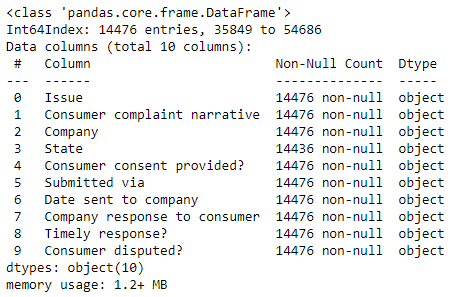 <class 'pandas.core.frame.DataFrame'>
Int64Index: 14476 entries, 35849 to 54686
Data columns (total 10 columns):
 #   Column                        Non-Null Count  Dtype
---  ------                        --------------  -----
 0   Issue                         14476 non-null  object
 1   Consumer complaint narrative  14476 non-null  object
 2   Company                       14476 non-null  object
 3   State                         14436 non-null  object
 4   Consumer consent provided?    14476 non-null  object
 5   Submitted via                 14476 non-null  object
 6   Date sent to company          14476 non-null  object
 7   Company response to consumer  14476 non-null  object
 8   Timely response?              14476 non-null  object
 9   Consumer disputed?            14476 non-null  object
dtypes: object(10)
memory usage: 1.2+ MB